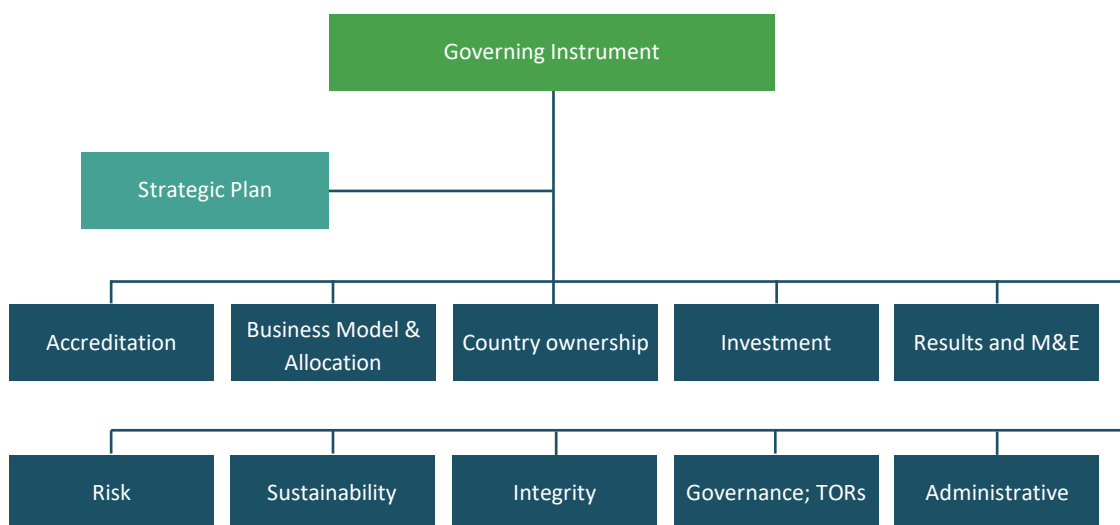 Governing Instrument
Strategic Plan
Accreditation
Business Model &
Allocation
Country ownership
Investment
Results and M&E
Risk
Sustainability
Integrity
Governance; TORs
Administrative